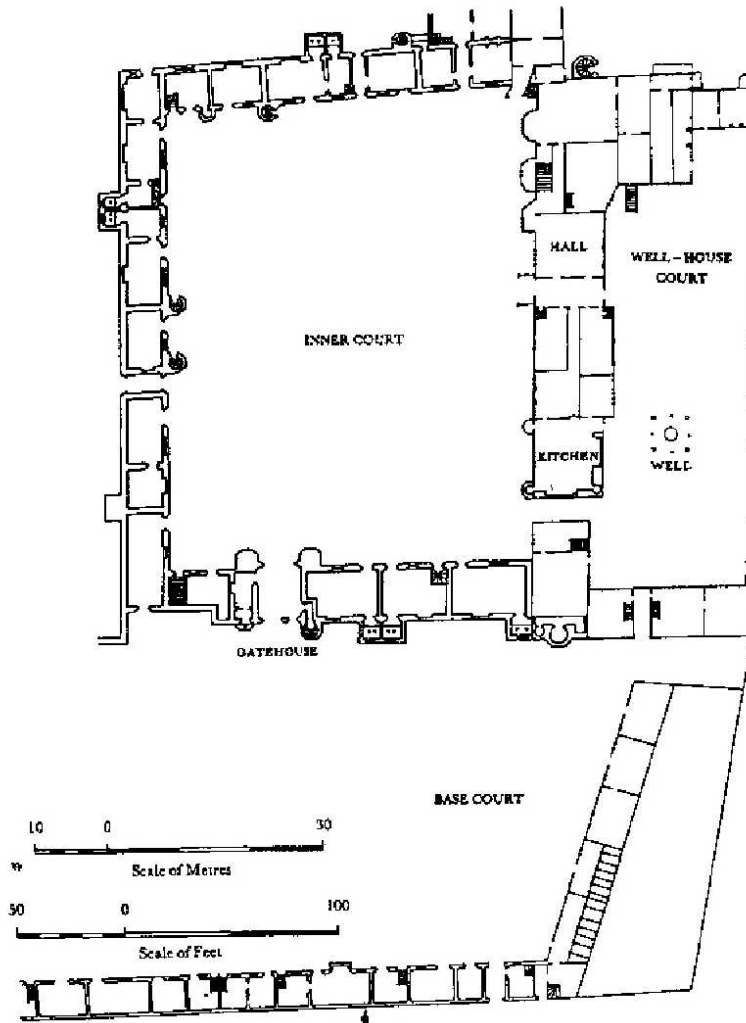 HALL
WELL-HOUSE
COURT
INNER COURT
KITCHEN
WELL
GATEHOUSE
BASE COURT
10 0 30
Scale of Metres
50 0 100
Scale of Feet